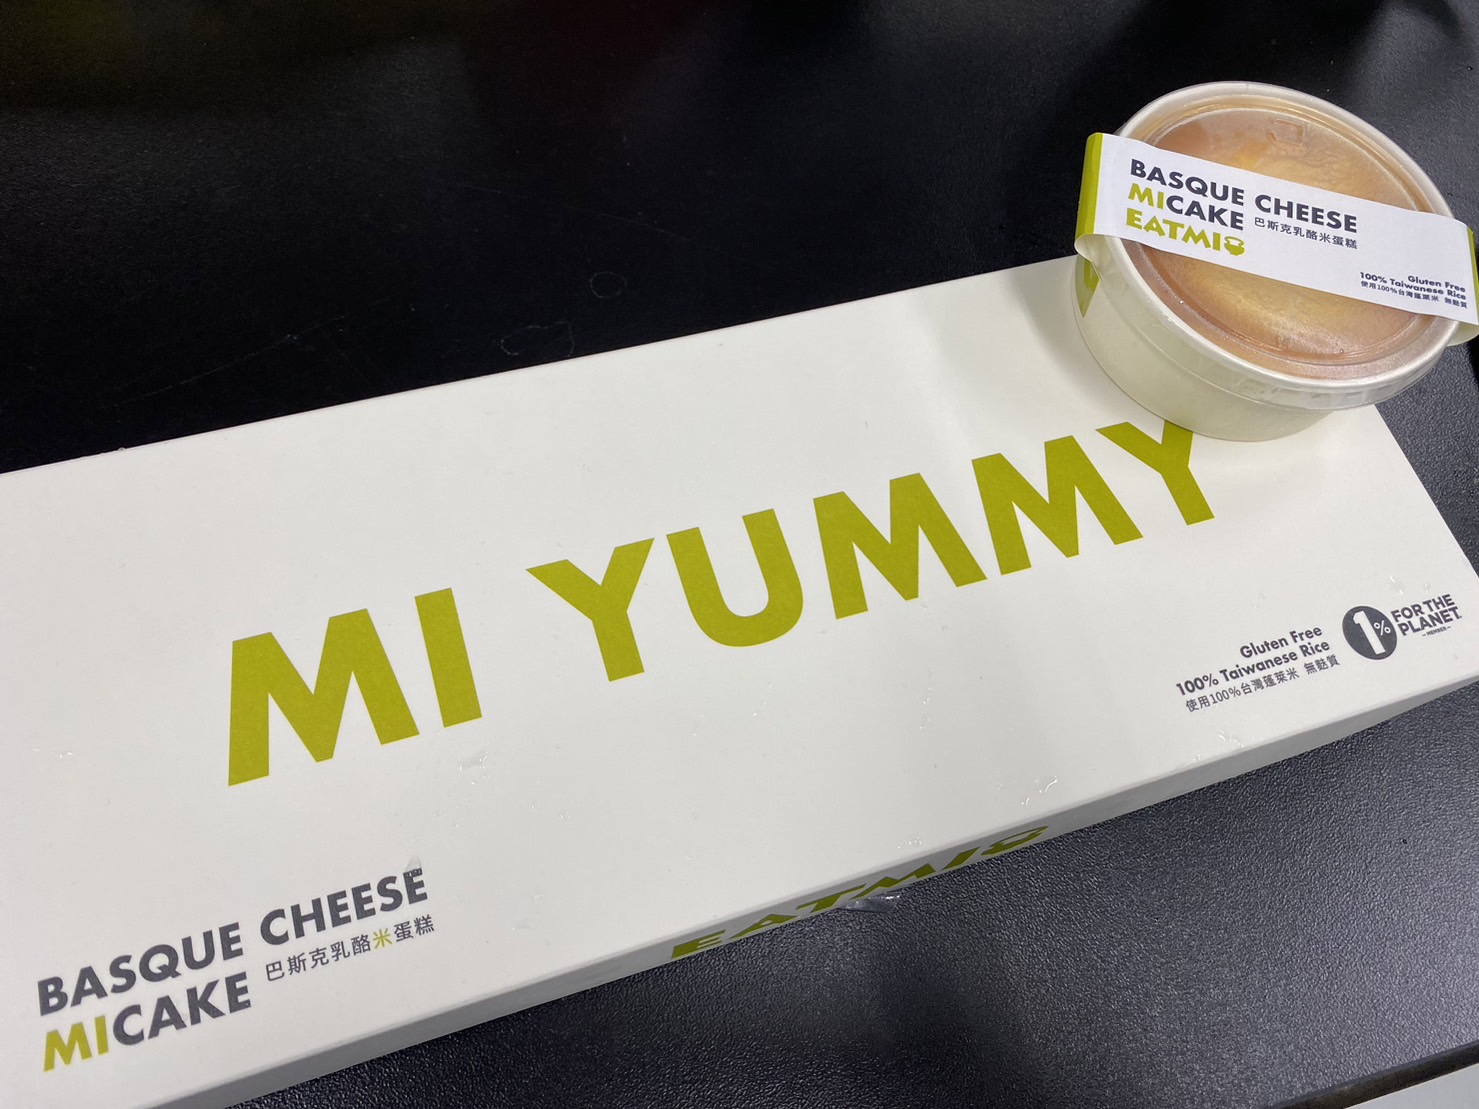 BASQUE CHEESE
MICAKE 巴斯克乳酪米蛋糕
EATMI
Gluten Free
100% Taiwanese Rice
使用100%台灣蓬萊米 無麩質
MI YUMMY
Gluten Free
100% Taiwanese Rice
使用100%台灣蓬萊米 無麩質
1%
FOR THE
PLANET
MEMBER
BASQUE CHEESE
MICAKE 巴斯克乳酪米蛋糕
EATMI